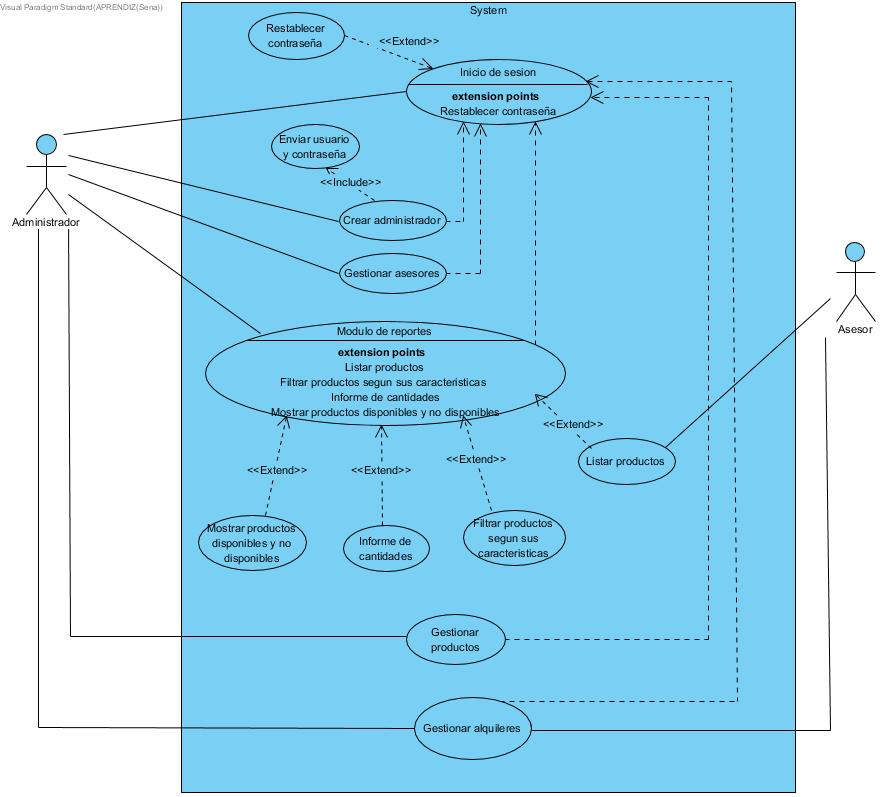 Visual Paradigm Standard(APRENDIZ(Sena))
System
Restablecer
contraseña
<<Extend>>
Inicio de sesion
extension points
Restablecer contraseña
Enviar usuario
y contraseña
<<Include>>
Crear administrador
Administrador
Gestionar asesores
Asesor
Modulo de reportes
extension points
Listar productos
Filtrar productos segun sus caracteristicas
Informe de cantidades
Mostrar productos disponibles y no disponibles
<<Extend>>
<<Extend>>
<<Extend>>
<<Extend>>
Listar productos
Mostrar productos
disponibles y no
disponibles
Informe de
cantidades
Filtrar productos
segun sus
caracteristicas
Gestionar
productos
Gestionar alquileres